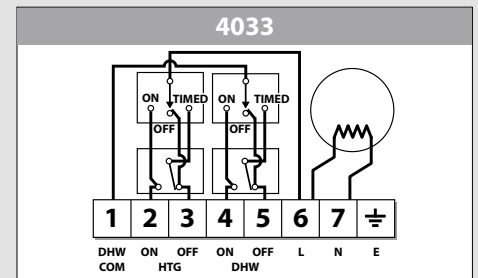 4033
ON TIMED ON TIMED
OFF OFF
1 2 3 4 5 6 7
DHW ON OFF ON OFF L N E
COM HTG DHW